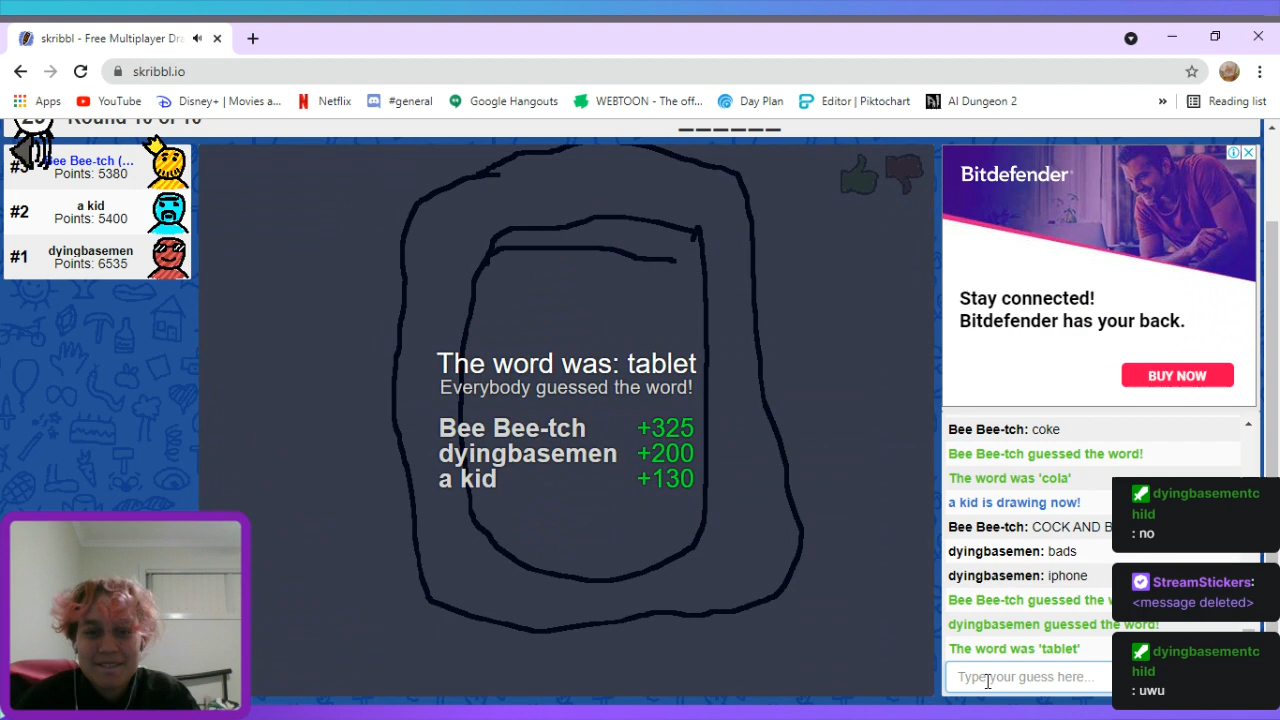 skribbl - Free Multiplayer Dr
skribbl.io
Apps
YouTube
Disney+ | Movies a...
Netflix
#general
Google Hangouts
WEBTOON - The off...
Day Plan
Editor | Piktochart
AI Dungeon 2
»
Reading list
Round 10 of 10
#3
Bee Bee-tch (...
Points: 5380
#2
a kid
Points: 5400
#1
dyingbasemen
Points: 6535
The word was: tablet
Everybody guessed the word!
Bee Bee-tch +325
dyingbasemen +200
a kid +130
Bitdefender
Stay connected!
Bitdefender has your back.
BUY NOW
Bee Bee-tch: coke
Bee Bee-tch guessed the word!
The word was 'cola'
a kid is drawing now!
Bee Bee-tch: COCK AND B
dyingbasemen: bads
dyingbasemen: iphone
Bee Bee-tch guessed the w
dyingbasemen guessed the word!
The word was 'tablet'
Type your guess here...
dyingbasementc
hild
: no
StreamStickers:
<message deleted>
dyingbasementc
hild
: uwu